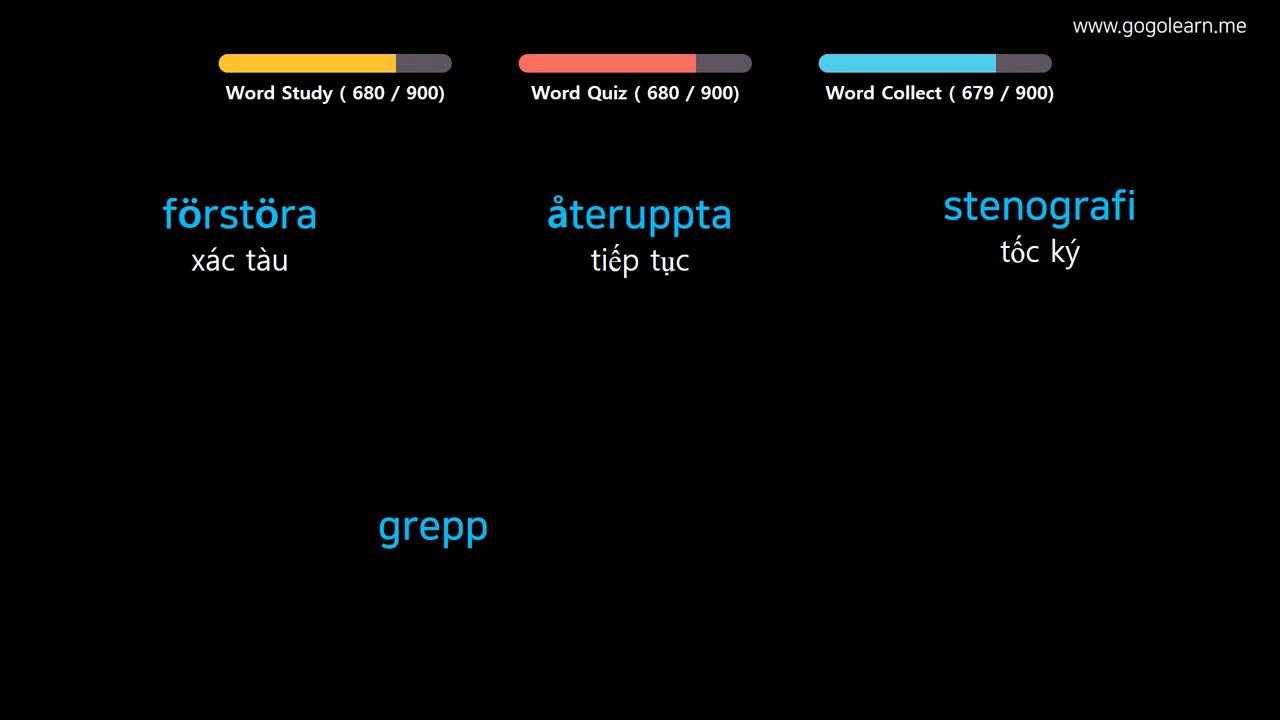 www.gogolearn.me
Word Study ( 680 / 900)
Word Quiz ( 680 / 900)
Word Collect ( 679 / 900)
förstöra
xác tàu
återuppta
tiếp tục
stenografi
tốc ký
grepp